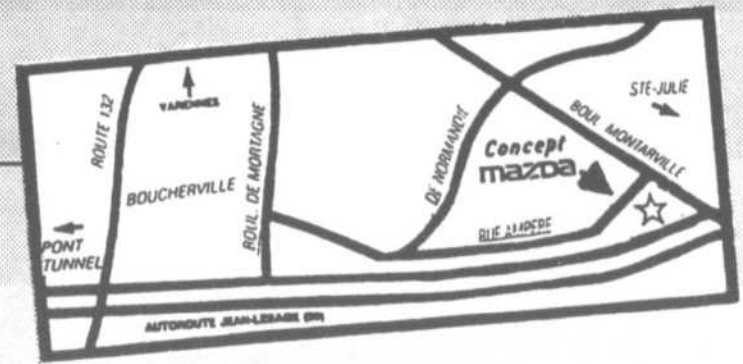 ROUTE 132
VARENNES
BOUCHERVILLE
PONT
TUNNEL
BOUL. DE MORTAGNE
DE NORMANDIE
Concept
mazda
STE-JULIE
BOUL MONTARVILLE
RUE AMPERE
AUTOROUTE JEAN-LESAGE (20)